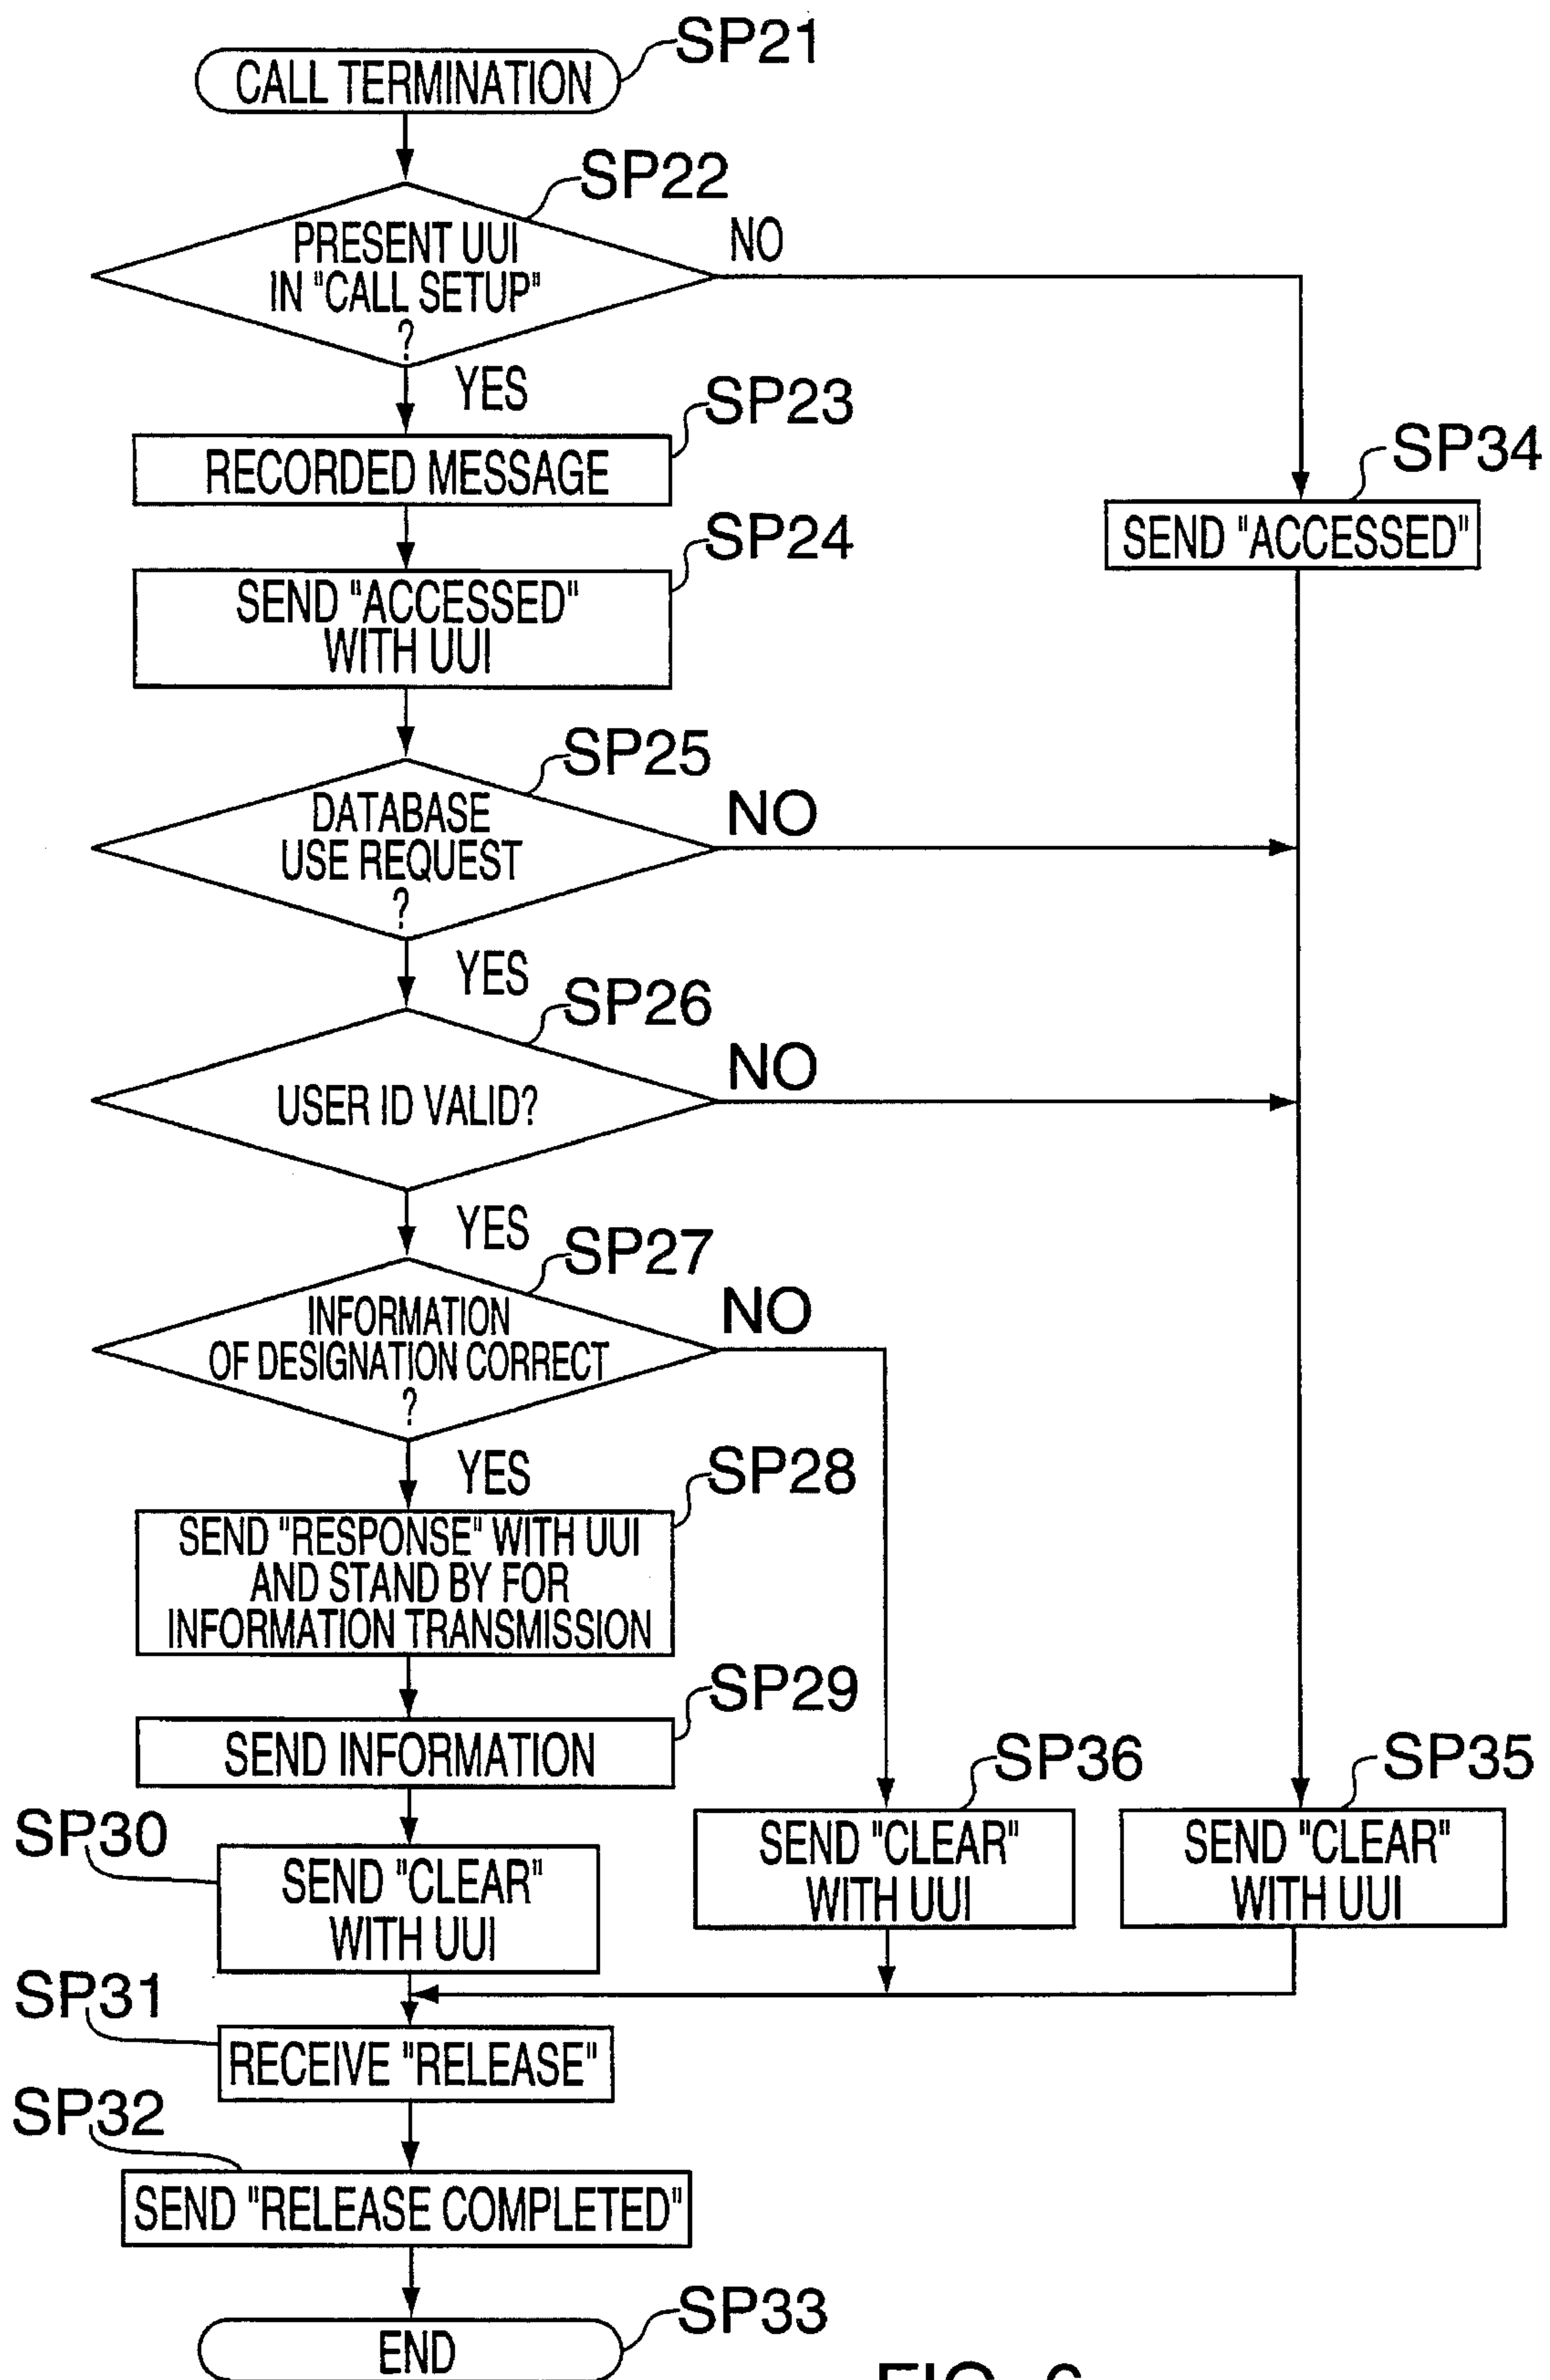 SP21
CALL TERMINATION
SP22
PRESENT UUI
IN "CALL SETUP"
?
NO
YES
SP23
RECORDED MESSAGE
SP34
SEND "ACCESSED"
SP24
SEND "ACCESSED"
WITH UUI
SP25
DATABASE
USE REQUEST
?
NO
YES
SP26
USER ID VALID?
NO
YES
SP27
INFORMATION
OF DESIGNATION CORRECT
?
NO
YES
SP28
SEND "RESPONSE" WITH UUI
AND STAND BY FOR
INFORMATION TRANSMISSION
SP29
SEND INFORMATION
SP36
SEND "CLEAR"
WITH UUI
SP35
SEND "CLEAR"
WITH UUI
SP30
SEND "CLEAR"
WITH UUI
SP31
RECEIVE "RELEASE"
SP32
SEND "RELEASE COMPLETED"
SP33
END
FIG. 6